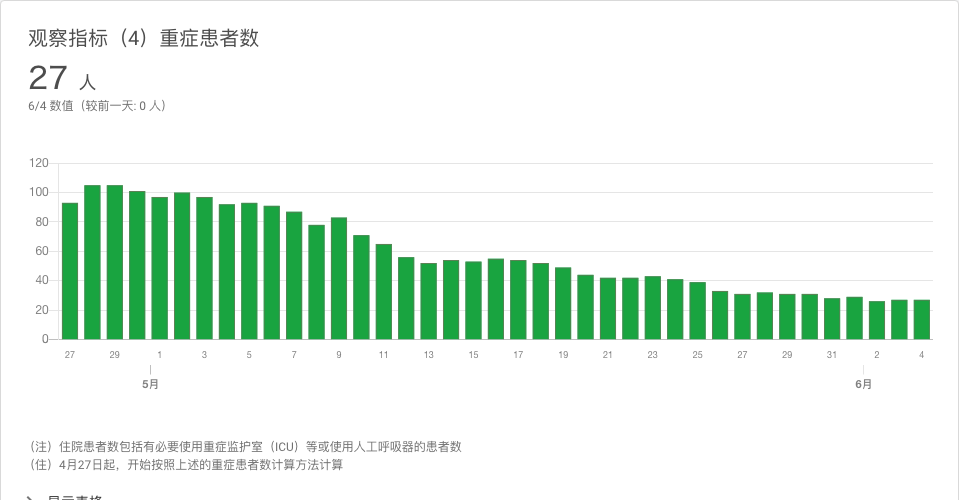 观察指标（4）重症患者数
27 人
6/4 数值（较前一天: 0 人）
120
100
80
60
40
20
0
27 29 1 3 5 7 9 11 13 15 17 19 21 23 25 27 29 31 2 4
5月 6月
（注）住院患者数包括有必要使用重症监护室（ICU）等或使用人工呼吸器的患者数
（住）4月27日起，开始按照上述的重症患者数计算方法计算
显示表格